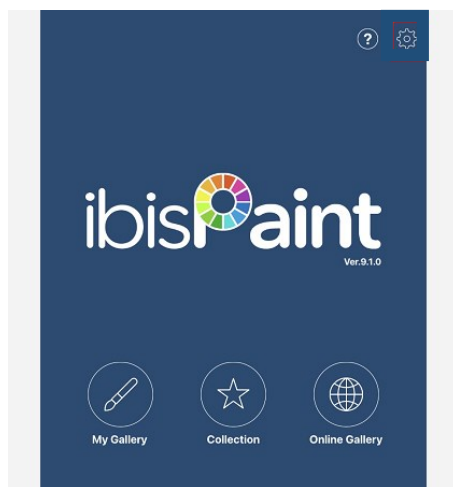 ?
ibisPaint
Ver.9.1.0
My Gallery
Collection
Online Gallery